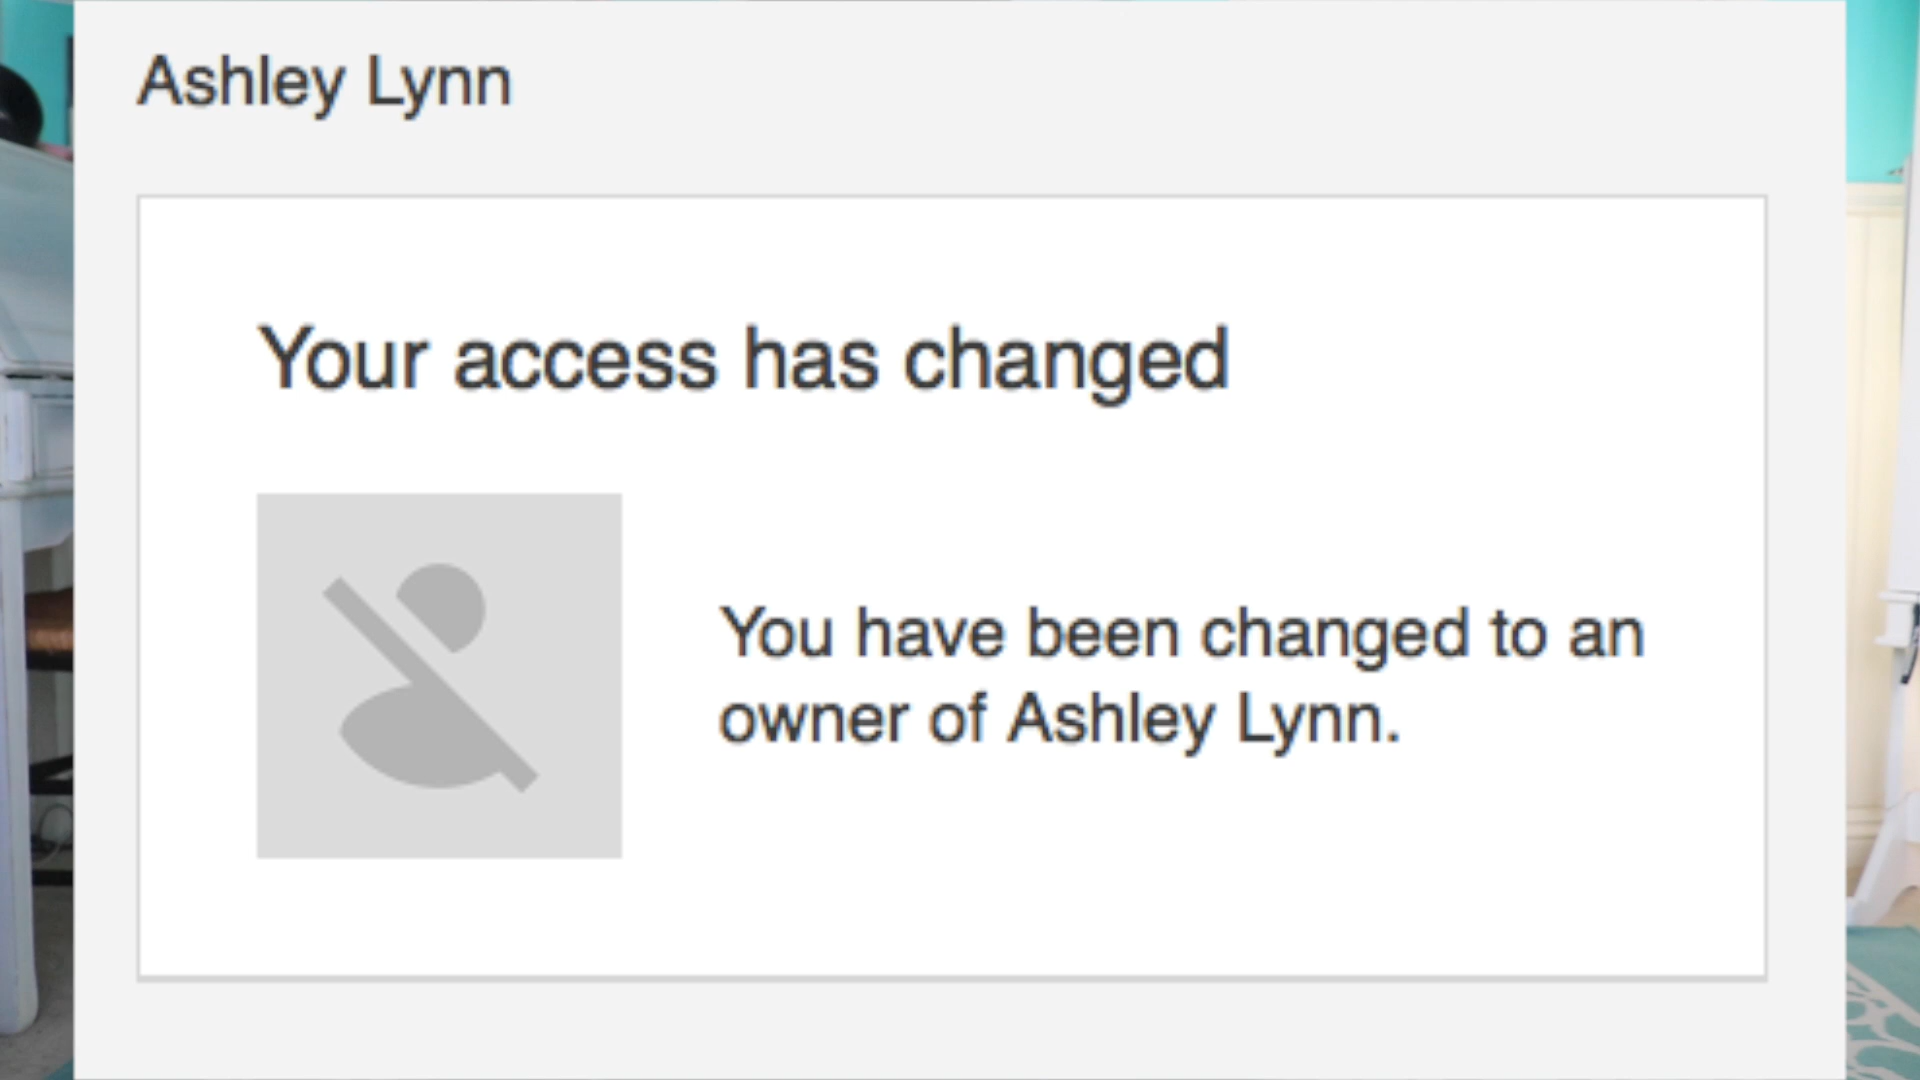 Ashley Lynn
Your access has changed
You have been changed to an
owner of Ashley Lynn.